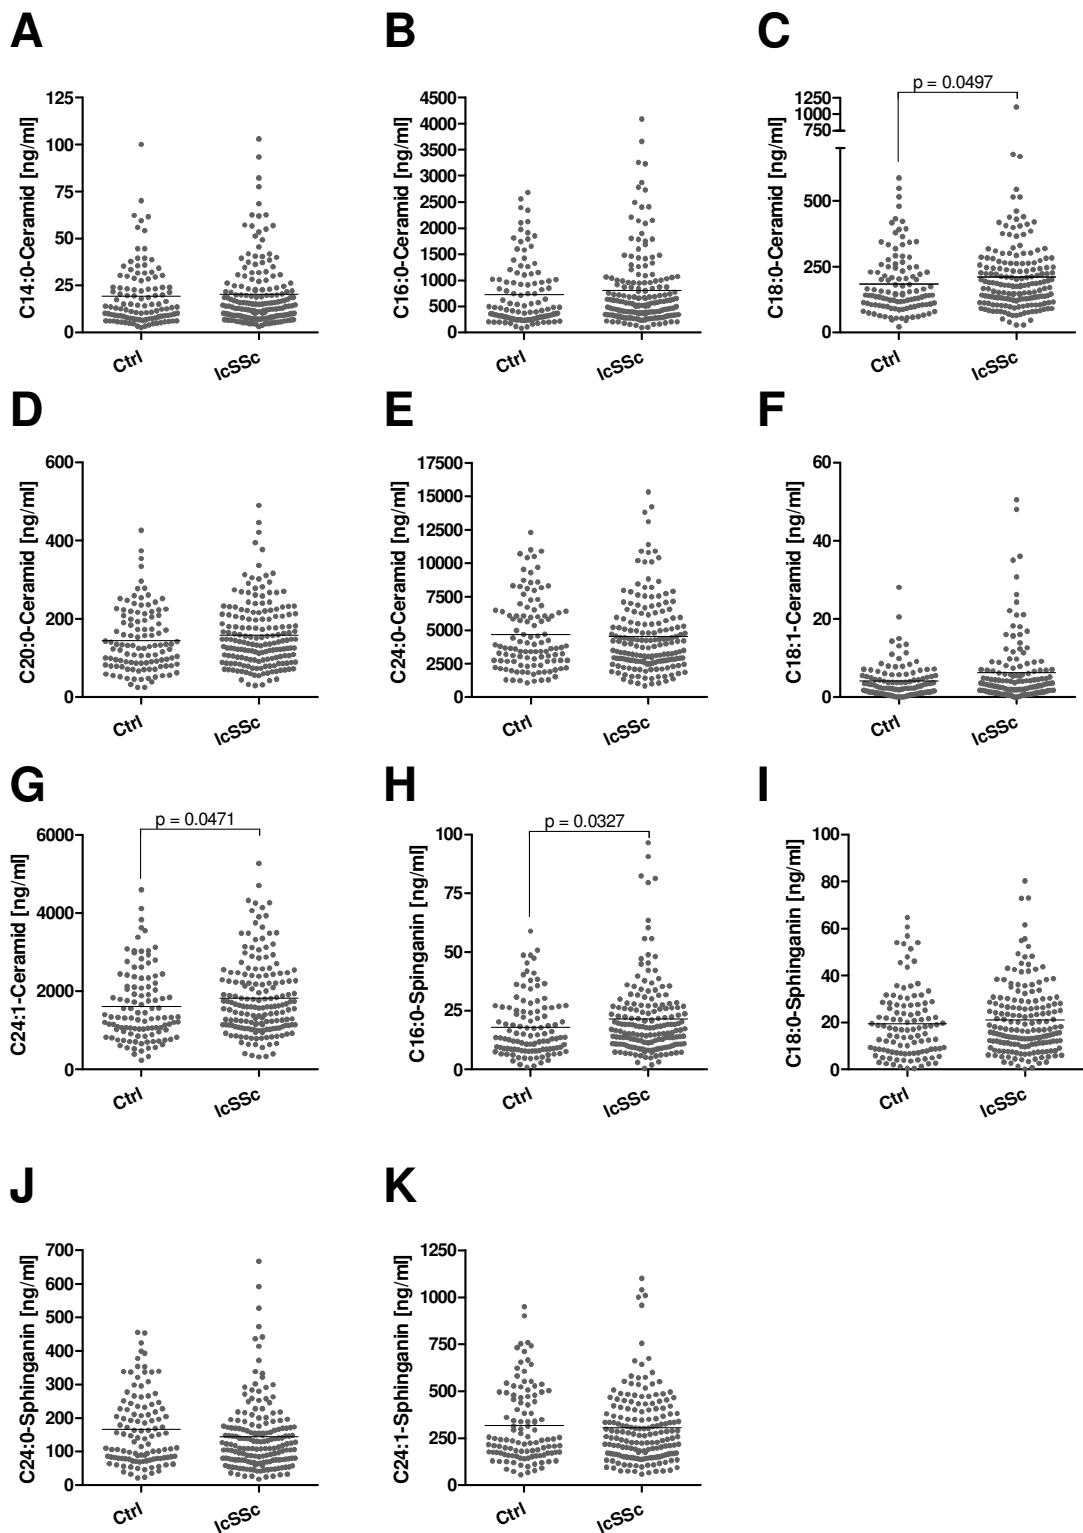 A
B
C
C14:0-Ceramid [ng/ml]
125
100
75
50
25
0
Ctrl
lcSSc
C16:0-Ceramid [ng/ml]
4500
4000
3500
3000
2500
2000
1500
1000
500
0
Ctrl
lcSSc
p = 0.0497
C18:0-Ceramid [ng/ml]
1250
1000
750
500
250
0
Ctrl
lcSSc
D
E
F
C20:0-Ceramid [ng/ml]
600
400
200
0
Ctrl
lcSSc
C24:0-Ceramid [ng/ml]
17500
15000
12500
10000
7500
5000
2500
0
Ctrl
lcSSc
C18:1-Ceramid [ng/ml]
60
40
20
0
Ctrl
lcSSc
G
H
I
p = 0.0471
C24:1-Ceramid [ng/ml]
6000
4000
2000
0
Ctrl
lcSSc
p = 0.0327
C16:0-Spinganin [ng/ml]
100
75
50
25
0
Ctrl
lcSSc
C18:0-Sphinganin [ng/ml]
100
80
60
40
20
0
Ctrl
lcSSc
J
K
C24:0-Sphinganin [ng/ml]
700
600
500
400
300
200
100
0
Ctrl
lcSSc
C24:1-Sphinganin [ng/ml]
1250
1000
750
500
250
0
Ctrl
lcSSc